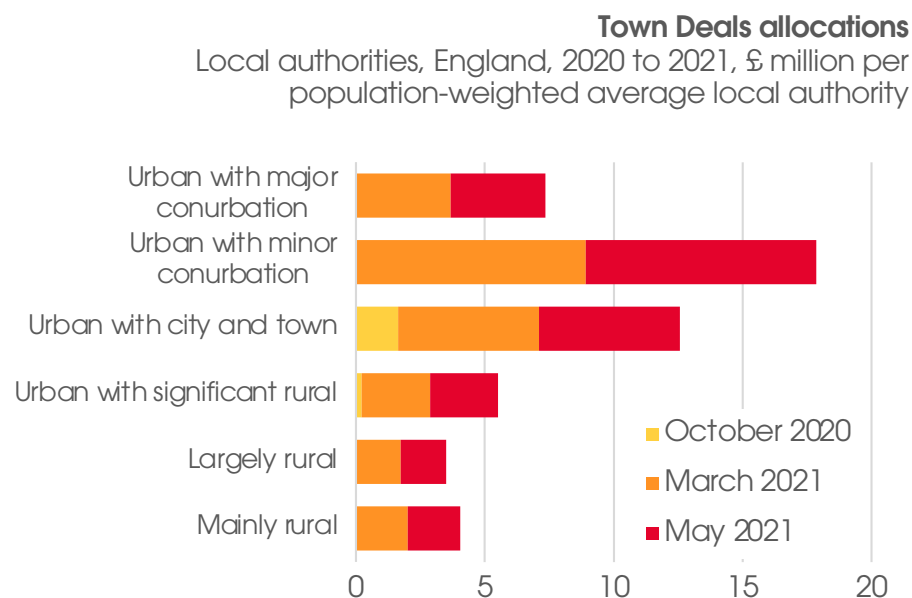 Town Deals allocations
Local authorities, England, 2020 to 2021, £ million per
population-weighted average local authority
Urban with major
conurbation
Urban with minor
conurbation
Urban with city and town
Urban with significant rural
Largely rural
Mainly rural
October 2020
March 2021
May 2021
0 5 10 15 20